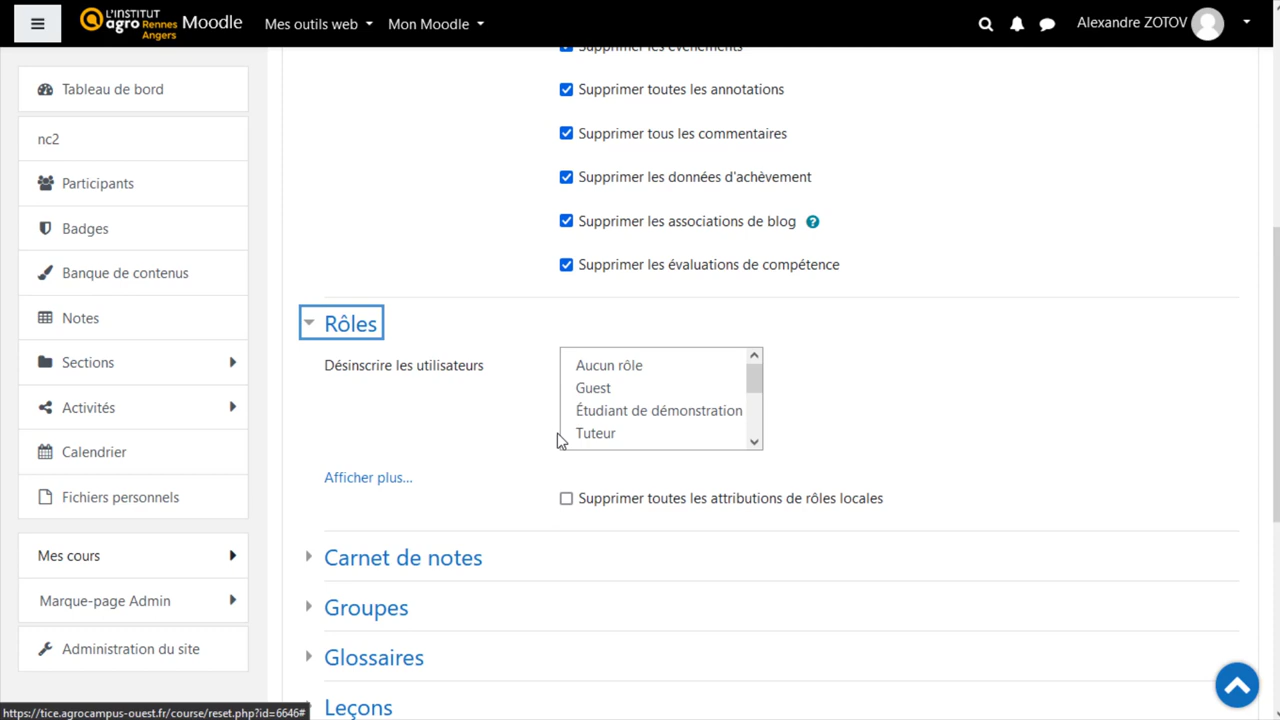 L'INSTITUT
agro Rennes
Angers
Moodle
Mes outils web
Mon Moodle
Alexandre ZOTOV
Tableau de bord
nc2
Participants
Badges
Banque de contenus
Notes
Sections
Activités
Calendrier
Fichiers personnels
Mes cours
Marque-page Admin
Administration du site
Supprimer les évènements
Supprimer toutes les annotations
Supprimer tous les commentaires
Supprimer les données d'achèvement
Supprimer les associations de blog
Supprimer les évaluations de compétence
Rôles
Désinscrire les utilisateurs
Aucun rôle
Guest
Étudiant de démonstration
Tuteur
Afficher plus...
Supprimer toutes les attributions de rôles locales
Carnet de notes
Groupes
Glossaires
Leçons
https://tice.agrocampus-ouest.fr/course/reset.php?id=6646#